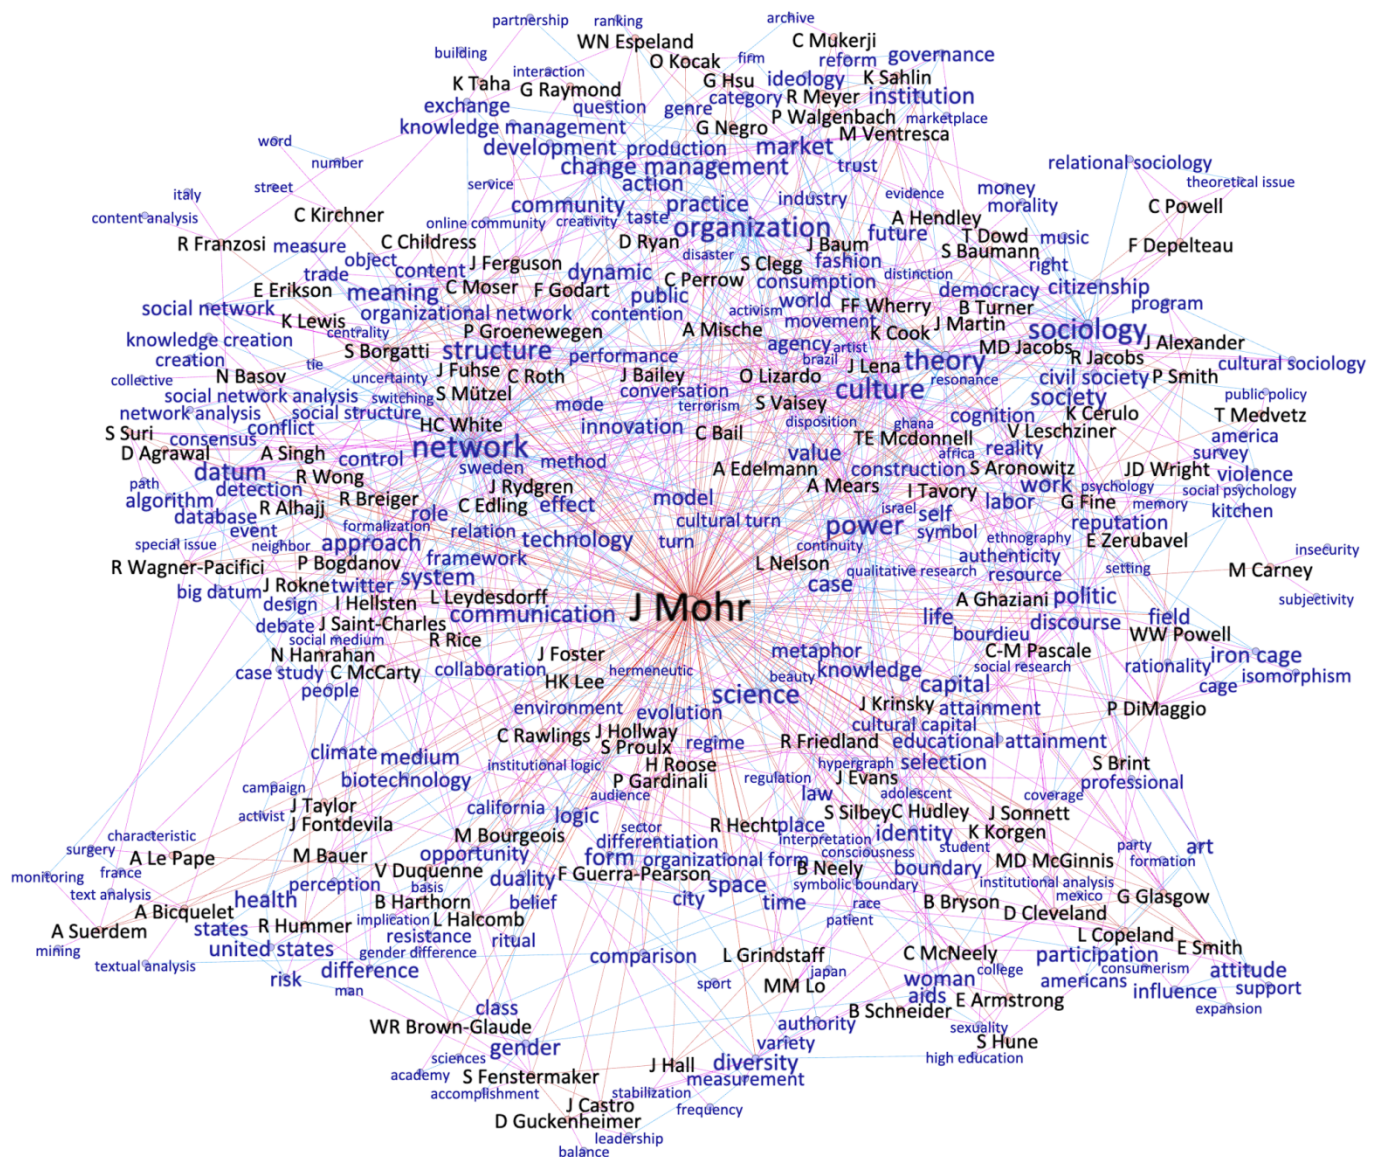 partnership
ranking
archive
WN Espeland
C Mukerji
building
O Kocak
firm
reform
governance
interaction
K Taha
G Raymond
G Hsu
ideology
K Sahlin
exchange
question
genre
category
R Meyer
institution
knowledge management
G Negro
P Walgenbach
marketplace
M Ventresca
word
development
production
market
number
change management
trust
relational sociology
italy
street
service
action
industry
evidence
money
theoretical issue
content analysis
C Kirchner
online community
community
creativity
taste
practice
morality
C Powell
R Franzosi
measure
C Childress
D Ryan
organization
A Hendley
future
T Dowd
music
F Depelteau
object
J Ferguson
disaster
J Baum
S Baumann
right
trade
content
dynamic
S Clegg
fashion
E Erikson
meaning
C Moser
F Godart
C Perrow
consumption
distinction
democracy
citizenship
social network
organizational network
public
activism
world
FF Wherry
B Turner
program
K Lewis
centrality
P Groenewegen
contention
A Mische
movement
K Cook
J Martin
sociology
knowledge creation
S Borgatti
structure
performance
agency
artist
MD Jacobs
J Alexander
creation
tie
J Fuhse
brazil
J Lena
theory
R Jacobs
cultural sociology
collective
N Basov
uncertainty
C Roth
J Bailey
O Lizardo
culture
resonance
civil society
P Smith
social network analysis
switching
S Mützel
conversation
society
public policy
network analysis
social structure
mode
terrorism
S Vaisey
cognition
K Cerulo
T Medvetz
S Suri
consensus
conflict
HC White
innovation
C Bail
disposition
ghana
V Leschziner
america
D Agrawal
A Singh
control
network
TE Mcdonnell
reality
survey
datum
sweden
method
value
africa
path
R Wong
A Edelmann
construction
S Aronowitz
JD Wright
violence
algorithm
detection
J Rydgren
A Mears
I Tavory
work
psychology
social psychology
database
R Alhajj
R Breiger
C Edling
effect
model
israel
self
labor
G Fine
memory
kitchen
event
role
cultural turn
power
symbol
reputation
special issue
formalization
relation
technology
turn
continuity
ethnography
E Zerubavel
insecurity
neighbor
approach
framework
L Nelson
authenticity
R Wagner-Pacifici
P Bogdanov
qualitative research
resource
setting
M Carney
big datum
J Rokne
twitter
system
case
subjectivity
design
I Hellsten
L Leydesdorff
J Mohr
A Ghaziani
politic
debate
J Saint-Charles
communication
life
discourse
field
social medium
R Rice
bourdieu
WW Powell
N Hanrahan
J Foster
metaphor
C-M Pascale
iron cage
case study
C McCarty
collaboration
hermeneutic
knowledge
social research
rationality
isomorphism
people
HK Lee
beauty
capital
cage
science
environment
evolution
J Krinsky
attainment
P DiMaggio
cultural capital
climate
medium
C Rawlings
J Hollway
regime
R Friedland
educational attainment
S Proulx
institutional logic
H Roose
hypergraph
selection
S Brint
biotechnology
P Gardinali
regulation
J Evans
professional
campaign
audience
law
adolescent
coverage
J Taylor
california
logic
S Silbey
C Hudley
J Sonnett
activist
J Fontdevila
sector
R Hecht
place
identity
K Korgen
characteristic
M Bourgeois
differentiation
interpretation
student
party
art
surgery
A Le Pape
M Bauer
opportunity
form
organizational form
consciousness
boundary
MD McGinnis
formation
monitoring
france
V Duquenne
duality
F Guerra-Pearson
B Neely
institutional analysis
text analysis
perception
basis
space
symbolic boundary
mexico
G Glasgow
health
B Harthorn
belief
city
time
race
B Bryson
A Bicquelet
implication
L Halcomb
patient
D Cleveland
A Suerdem
states
R Hummer
resistance
ritual
L Copeland
mining
united states
gender difference
comparison
L Grindstaff
C McNeely
participation
E Smith
textual analysis
difference
japan
college
consumerism
attitude
risk
man
sport
MM Lo
woman
americans
influence
support
class
aids
E Armstrong
expansion
WR Brown-Glaude
authority
B Schneider
sexuality
gender
variety
S Hune
sciences
J Hall
diversity
high education
academy
S Fenstermaker
measurement
accomplishment
stabilization
J Castro
frequency
D Guckenheimer
leadership
balance